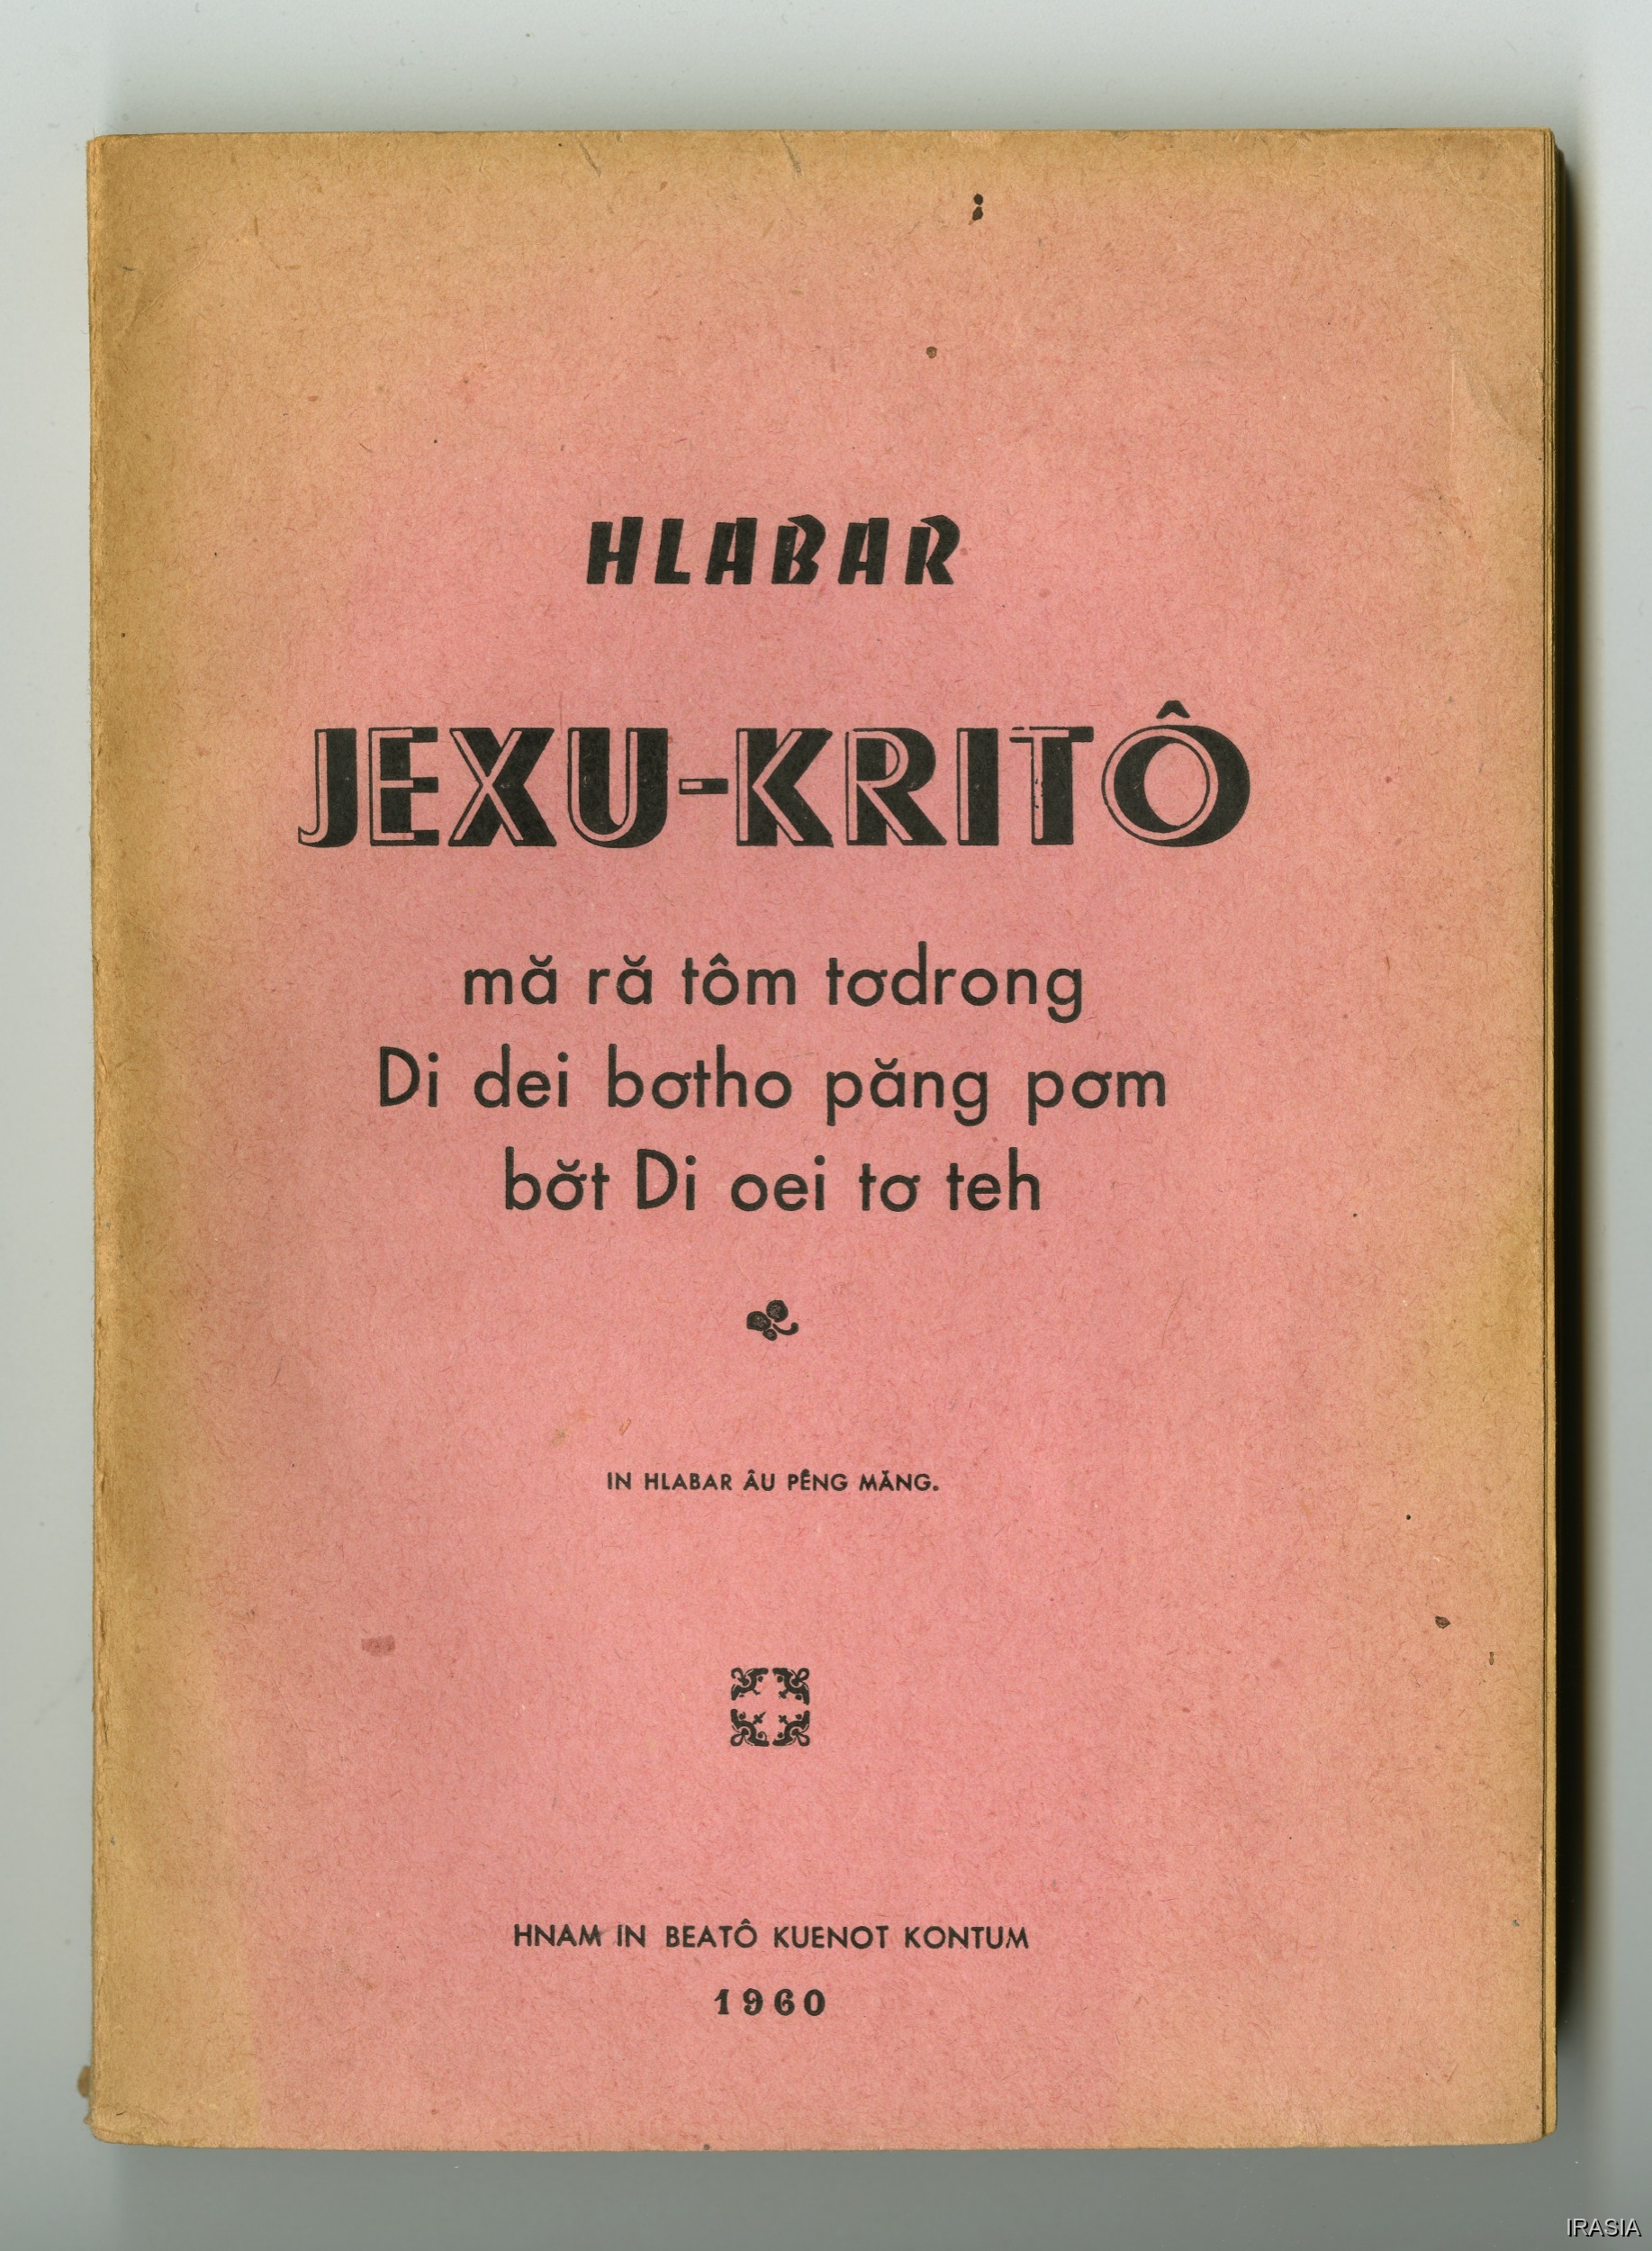 HLABAR
JEXU-KRITÔ
mă ră tôm tơdrong
Di dei bơtho păng pơm
bơ̆t Di oei tơ teh
IN HLABAR ÂU PÊNG MĂNG.
HNAM IN BEATÔ KUENOT KONTUM
1960
IRASIA